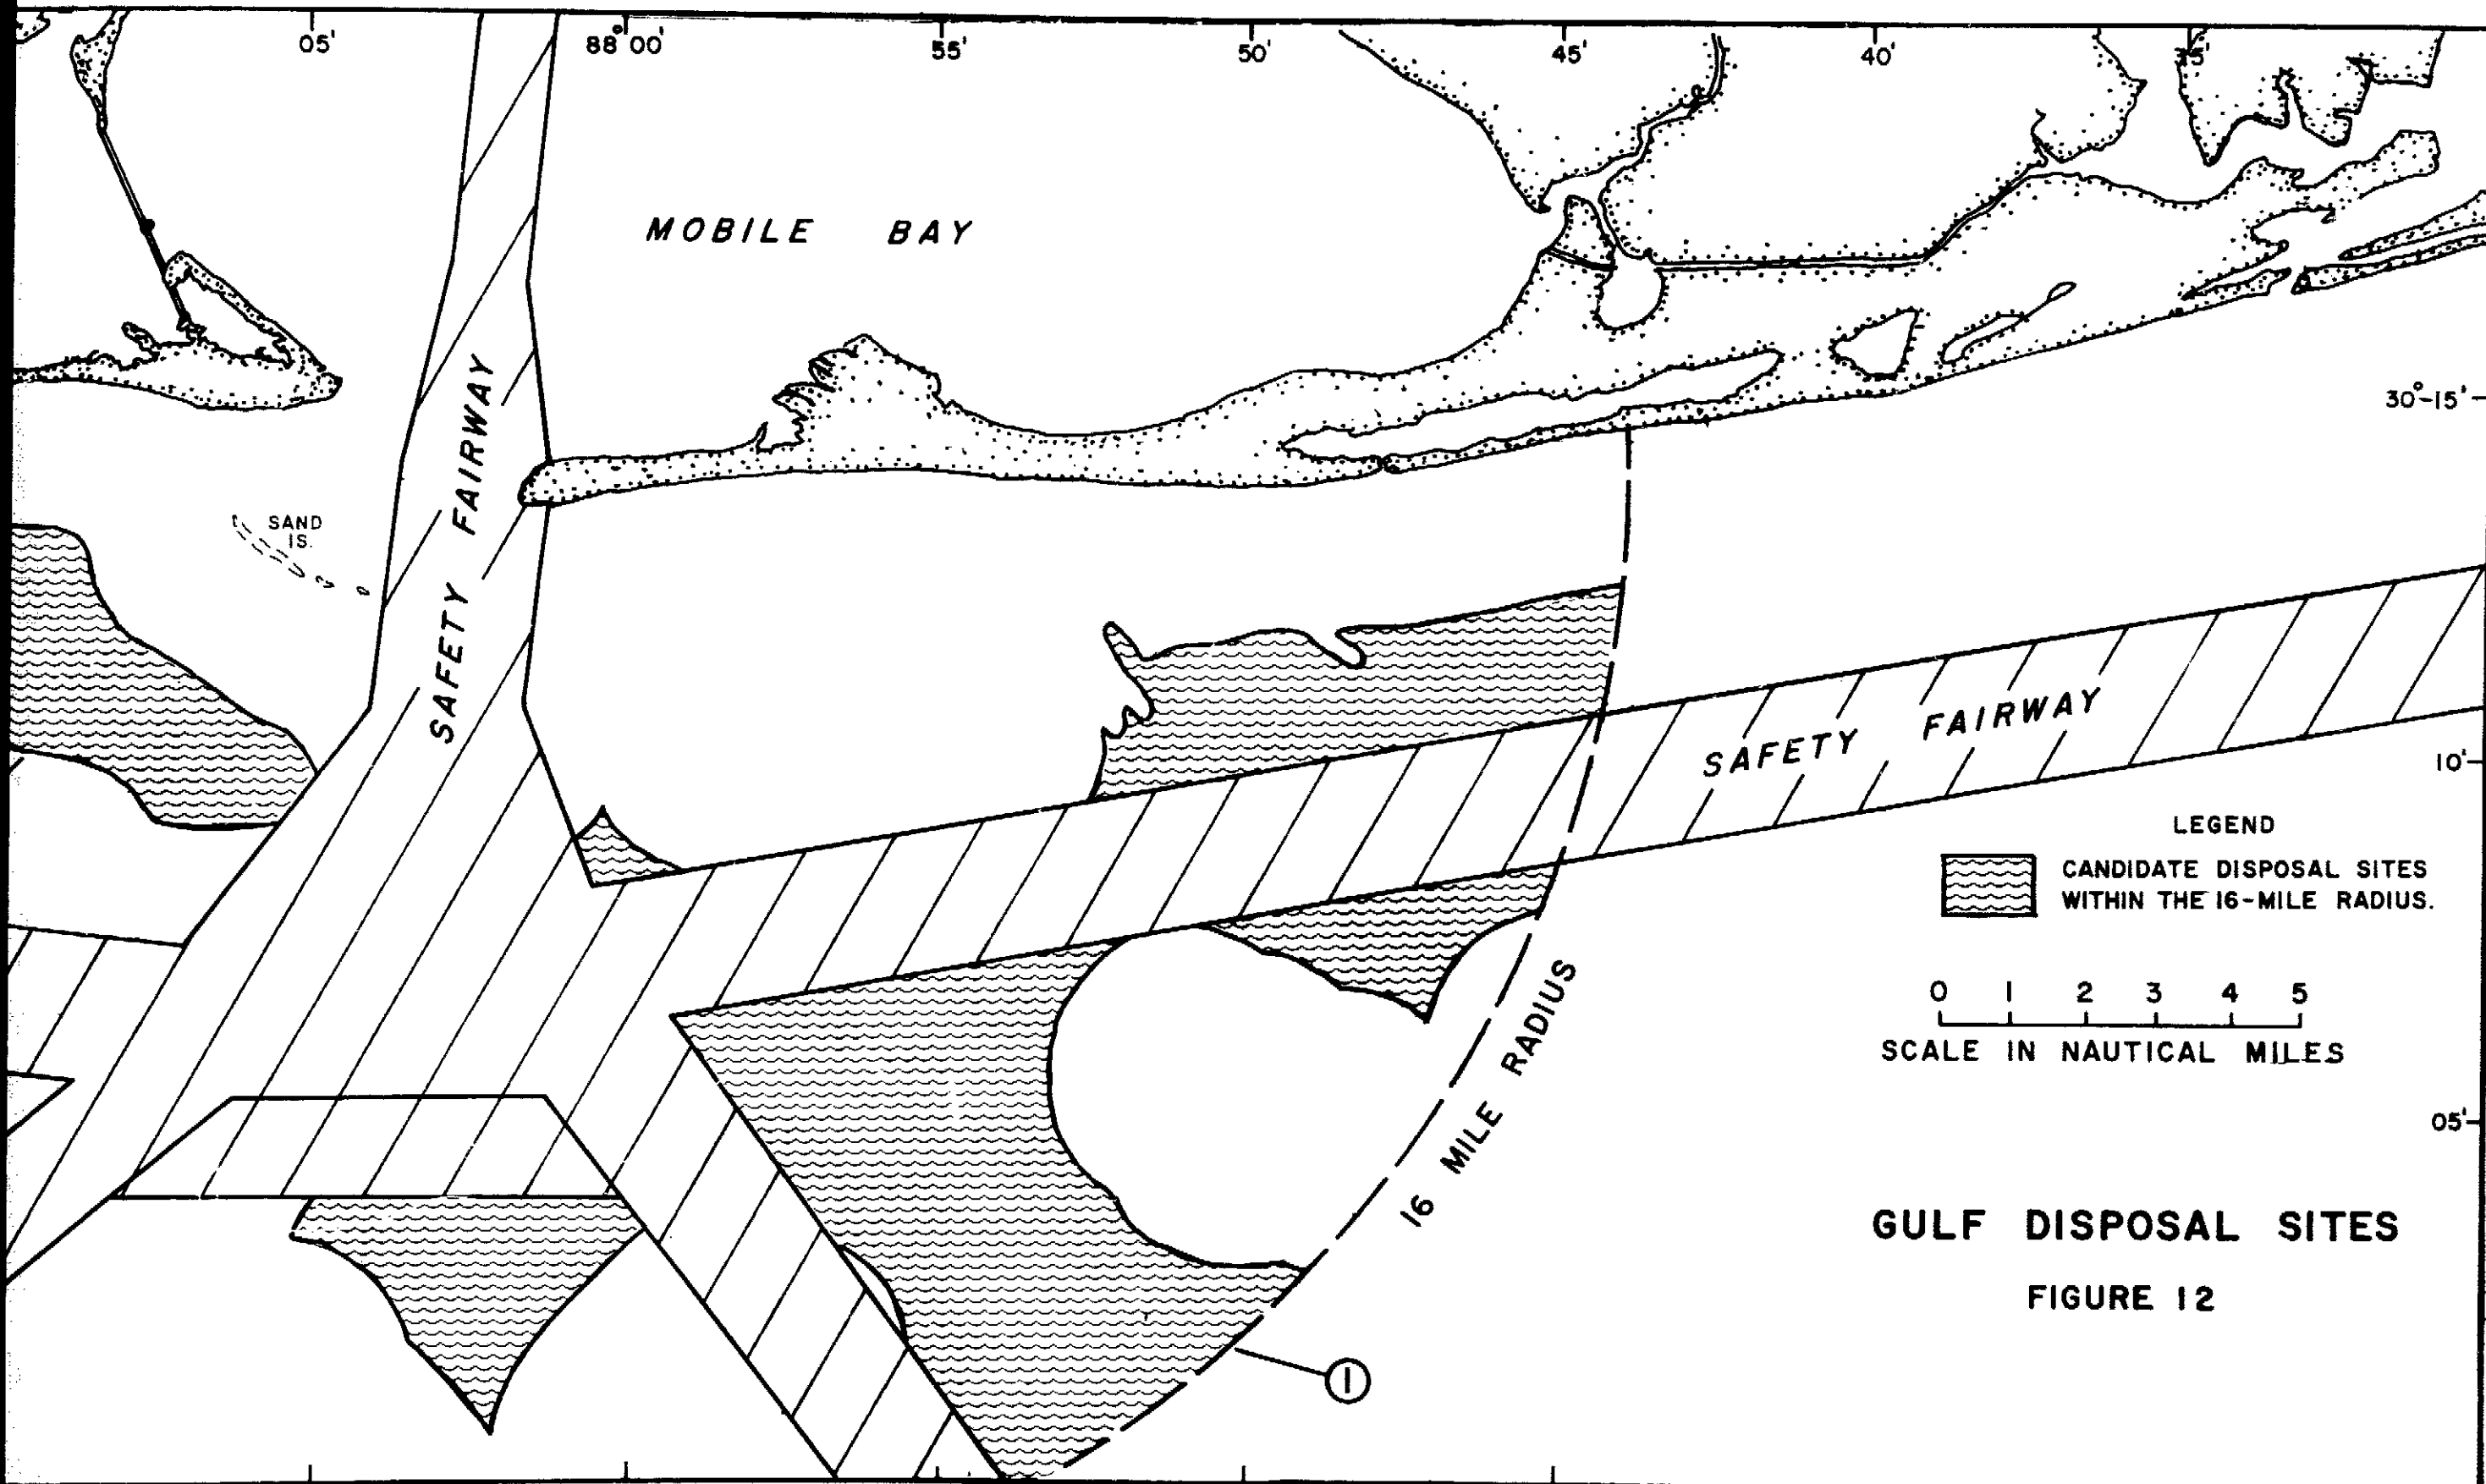 05' 88°00' 55' 50' 45' 40' 35'
MOBILE BAY
30°-15'
SAFETY FAIRWAY
SAND
IS.
SAFETY FAIRWAY
10'
LEGEND
CANDIDATE DISPOSAL SITES
WITHIN THE 16-MILE RADIUS.
0 1 2 3 4 5
SCALE IN NAUTICAL MILES
16 MILE RADIUS
05'
GULF DISPOSAL SITES
FIGURE 12
1